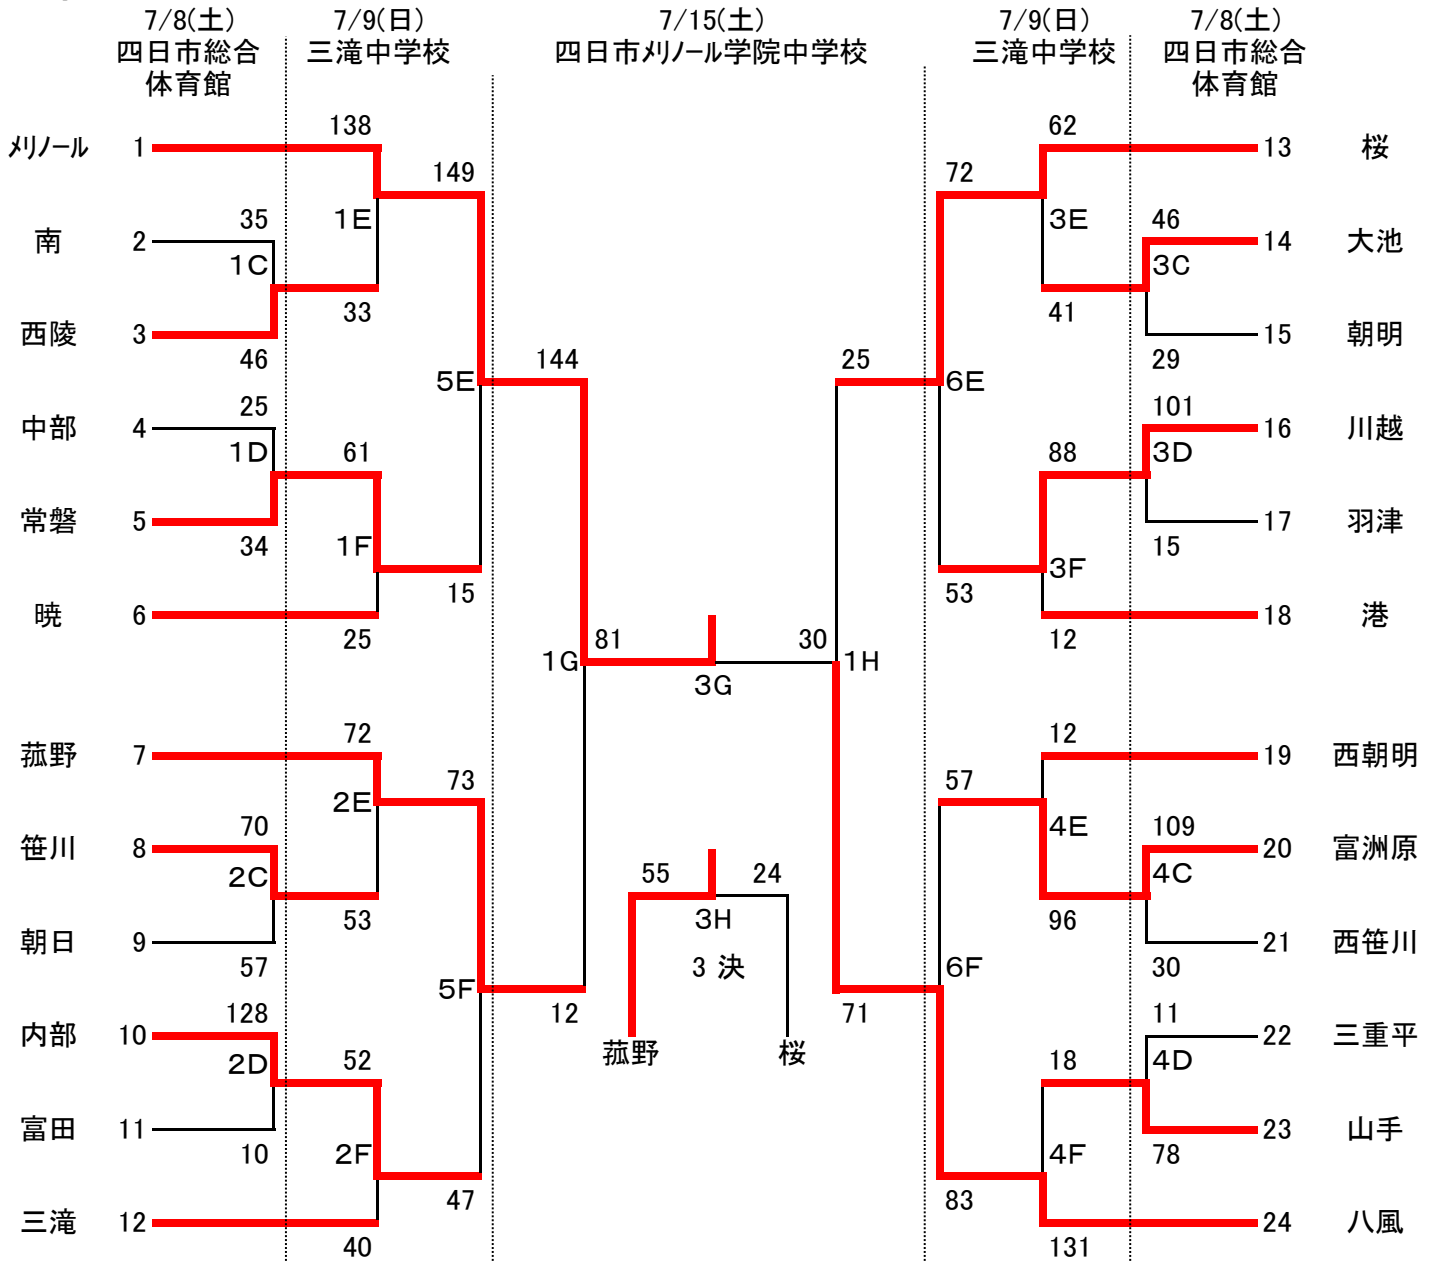 7/8(土) 7/9(日) 7/15(土) 7/9(日) 7/8(土)
四日市総合 三滝中学校 四日市メリノール学院中学校 三滝中学校 四日市総合
体育館 体育館
138 62
メリノール 1 13 桜
149 72
35 1E 3E 46
南 2 14 大池
1C 3C
33 41
西陵 3 15 朝明
46 144 25 29
5E 6E
25 101
中部 4 16 川越
1D 61 88 3D
常磐 5 17 羽津
34 1F 15
3F
15 53
暁 6 18 港
25 81 30 12
1G 1H
3G
72 12
菰野 7 19 西朝明
73 57
2E
70 4E 109
笹川 8 20 富洲原
2C 55 24 4C
53 3H 96
朝日 9 21 西笹川
57 3 決 6F 30
5F
128 12 71 11
内部 10 22 三重平
菰野 桜
2D 52 18 4D
富田 11 23 山手
10 2F 4F 78
47 83
三滝 12 24 八風
40 131